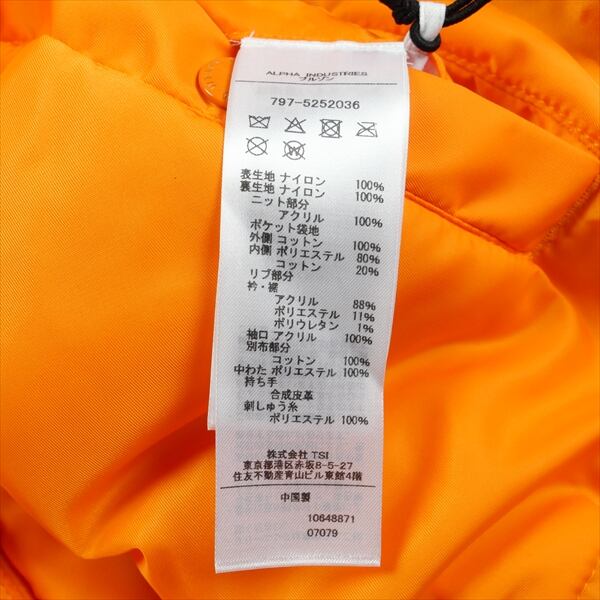 ALPHA INDUSTRIES
ブルゾン
797-5252036
表生地 ナイロン 100%
裏生地 ナイロン 100%
ニット部分
アクリル 100%
ポケット袋地
外側 コットン 100%
内側 ポリエステル 80%
コットン 20%
リブ部分
衿・裾
アクリル 88%
ポリエステル 11%
ポリウレタン 1%
袖口 アクリル 100%
別布部分
コットン 100%
中わた ポリエステル 100%
持ち手
合成皮革
刺しゅう糸
ポリエステル 100%
株式会社 TSI
東京都港区赤坂8-5-27
住友不動産青山ビル東館4階
中国製
10648871
07079